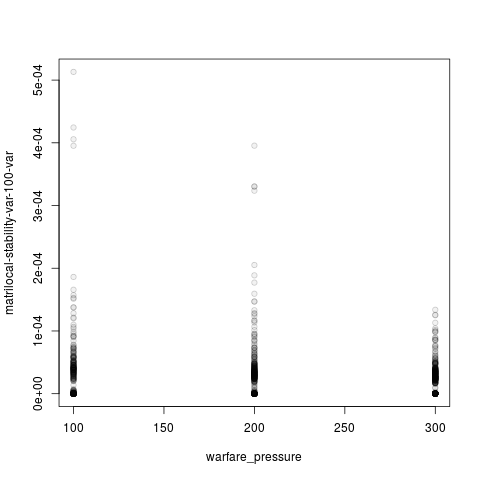 matrilocal-stability-var-100-var
5e-04
4e-04
3e-04
2e-04
1e-04
0e+00
100
150
200
250
300
warfare_pressure